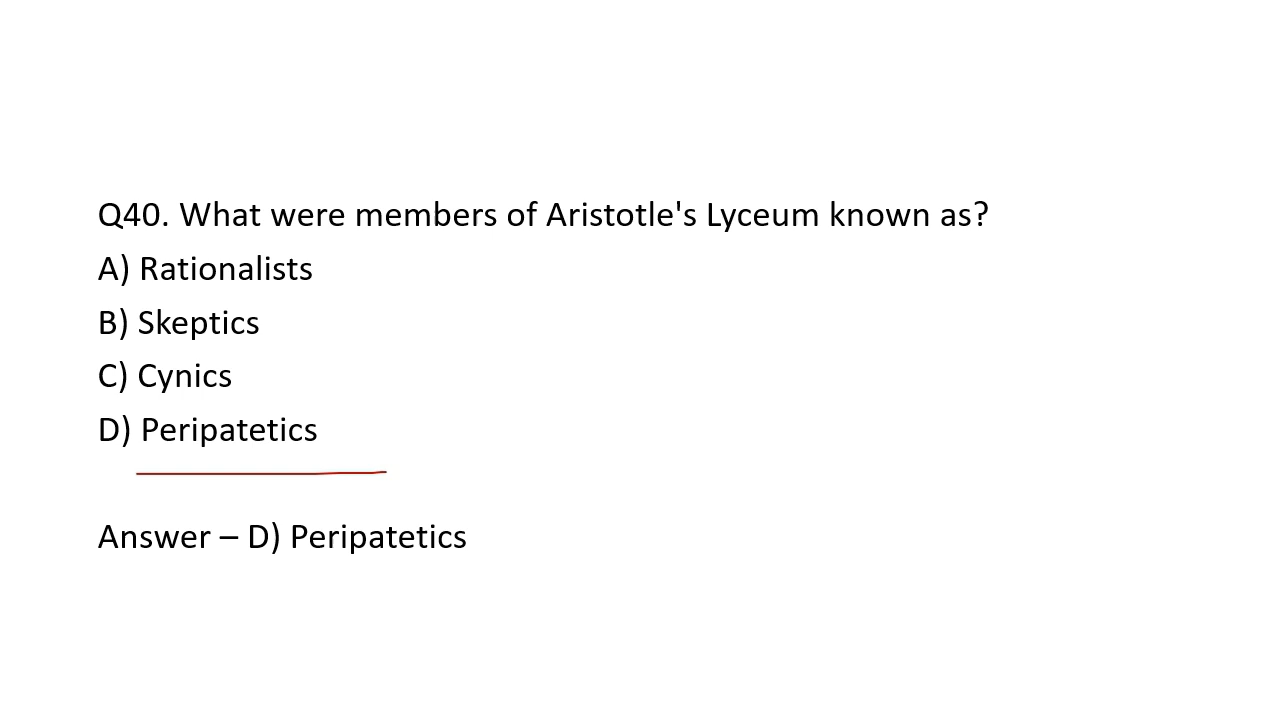 Q40. What were members of Aristotle's Lyceum known as?
A) Rationalists
B) Skeptics
C) Cynics
D) Peripatetics
Answer – D) Peripatetics